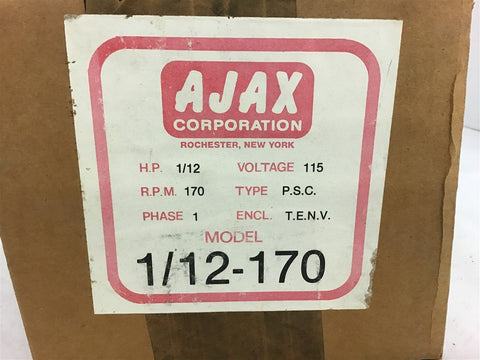 AJAX
CORPORATION
ROCHESTER, NEW YORK
H.P. 1/12 VOLTAGE 115
R.P.M. 170 TYPE P.S.C.
PHASE 1 ENCL. T.E.N.V.
MODEL
1/12-170